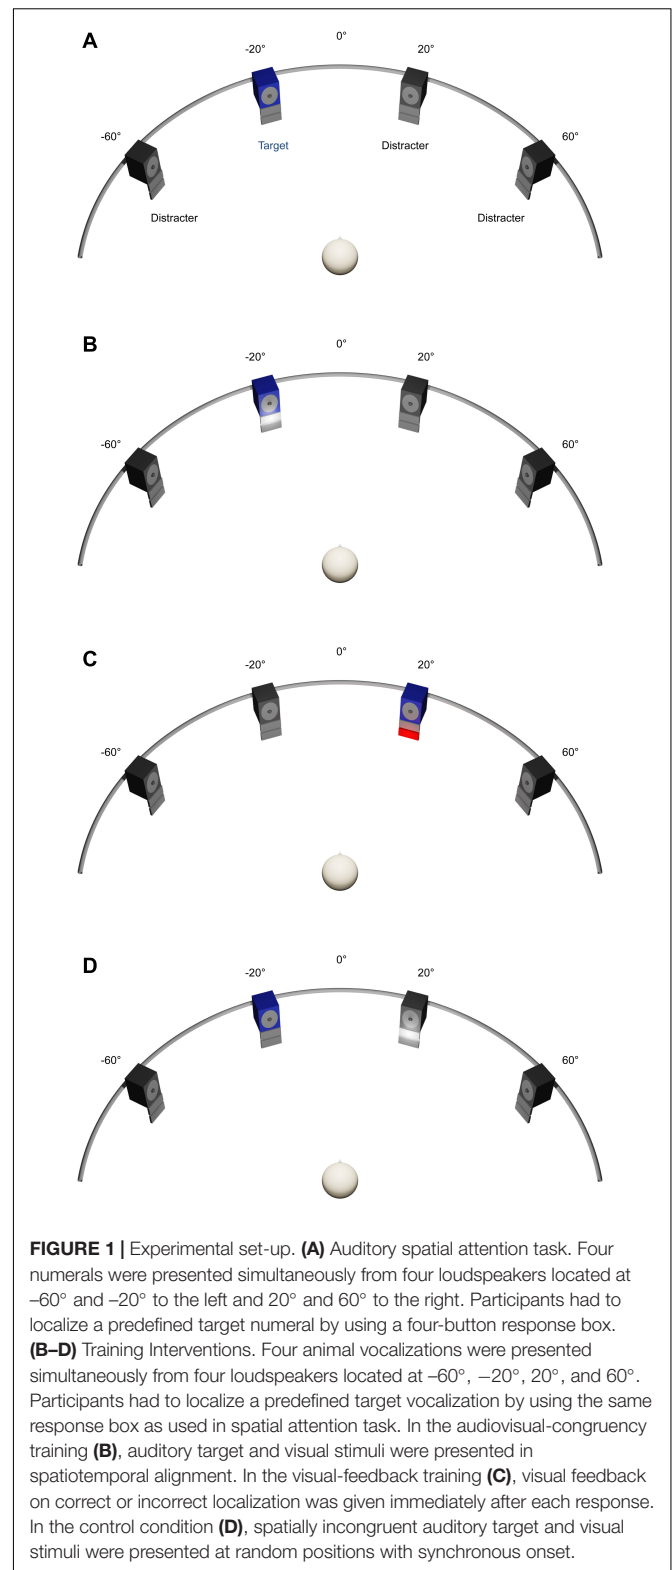 A
0°
-20°
20°
-60°
60°
Target
Distracter
Distracter
Distracter
B
0°
-20°
20°
-60°
60°
C
0°
-20°
20°
-60°
60°
D
0°
-20°
20°
-60°
60°
FIGURE 1 | Experimental set-up. (A) Auditory spatial attention task. Four
numerals were presented simultaneously from four loudspeakers located at
–60° and –20° to the left and 20° and 60° to the right. Participants had to
localize a predefined target numeral by using a four-button response box.
(B–D) Training Interventions. Four animal vocalizations were presented
simultaneously from four loudspeakers located at –60°, −20°, 20°, and 60°.
Participants had to localize a predefined target vocalization by using the same
response box as used in spatial attention task. In the audiovisual-congruency
training (B), auditory target and visual stimuli were presented in
spatiotemporal alignment. In the visual-feedback training (C), visual feedback
on correct or incorrect localization was given immediately after each response.
In the control condition (D), spatially incongruent auditory target and visual
stimuli were presented at random positions with synchronous onset.